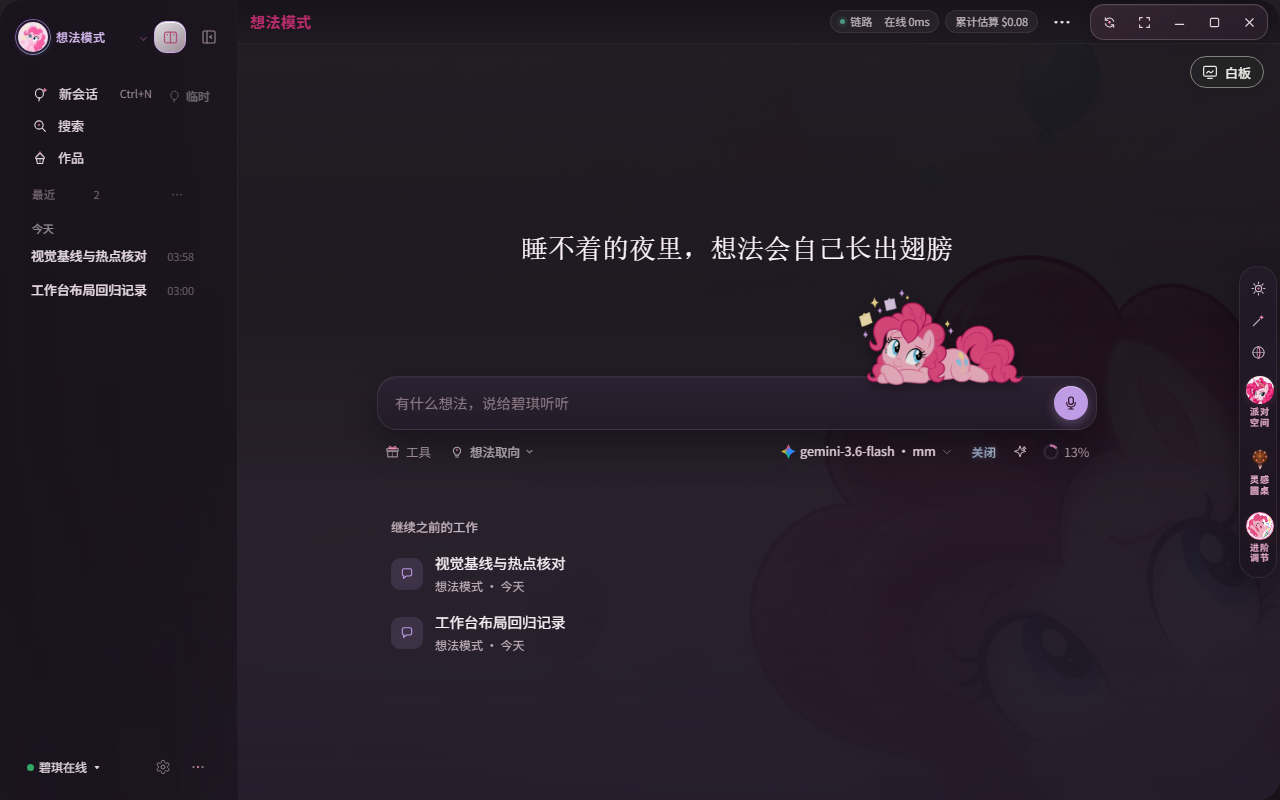 想法模式
新会话 Ctrl+N 临时
搜索
作品
最近 2
今天
视觉基线与热点核对 03:58
工作台布局回归记录 03:00
碧琪在线
想法模式
链路 在线 0ms
累计估算 $0.08
白板
睡不着的夜里，想法会自己长出翅膀
有什么想法，说给碧琪听听
工具 想法取向
gemini-3.6-flash • mm 关闭 13%
继续之前的工作
视觉基线与热点核对
想法模式 • 今天
工作台布局回归记录
想法模式 • 今天
派对
空间
灵感
圆桌
进阶
调节